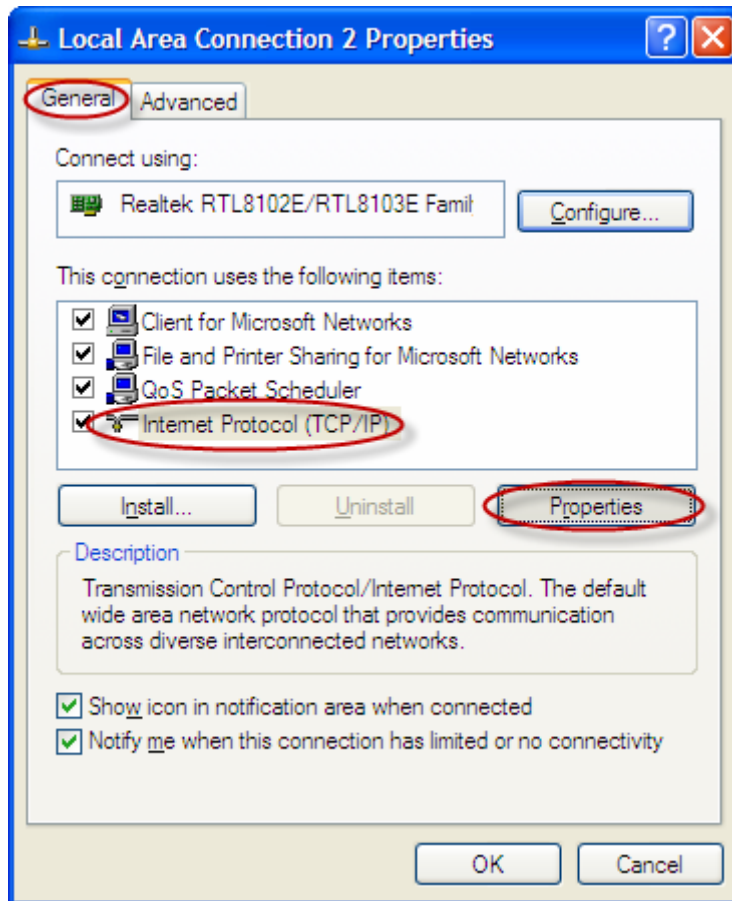 Local Area Connection 2 Properties
General
Advanced
Connect using:
Realtek RTL8102E/RTL8103E Famil
Configure...
This connection uses the following items:
Client for Microsoft Networks
File and Printer Sharing for Microsoft Networks
QoS Packet Scheduler
Internet Protocol (TCP/IP)
Install...
Uninstall
Properties
Description
Transmission Control Protocol/Internet Protocol. The default
wide area network protocol that provides communication
across diverse interconnected networks.
Show icon in notification area when connected
Notify me when this connection has limited or no connectivity
OK
Cancel